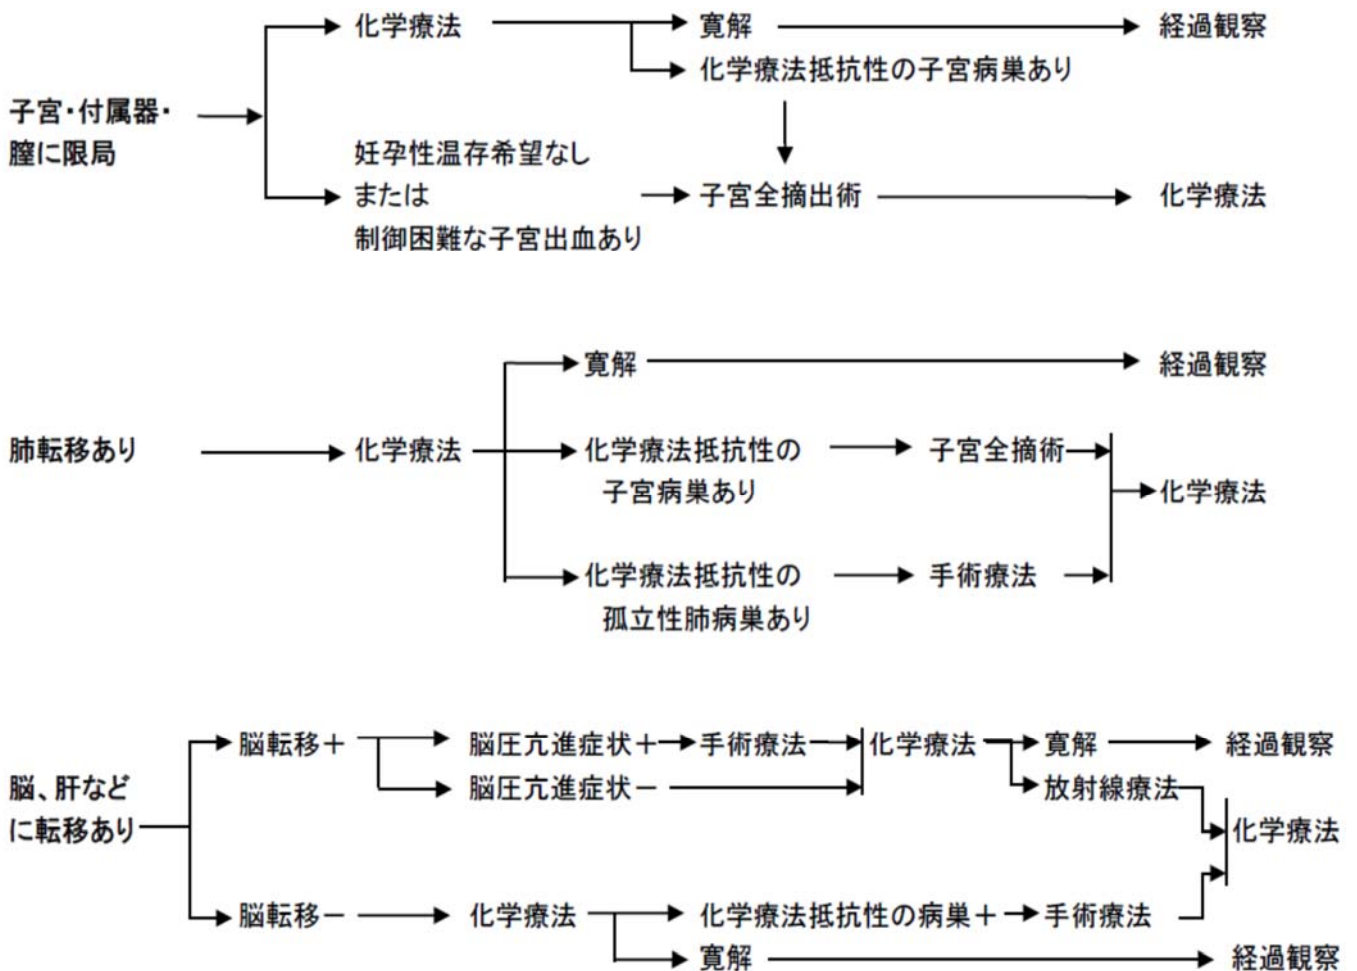 化学療法
寛解
経過観察
化学療法抵抗性の子宮病巣あり
子宮・付属器・
膣に限局
妊孕性温存希望なし
または
制御困難な子宮出血あり
子宮全摘出術
化学療法
寛解
経過観察
肺転移あり
化学療法
化学療法抵抗性の
子宮病巣あり
子宮全摘術
化学療法
化学療法抵抗性の
孤立性肺病巣あり
手術療法
脳、肝など
に転移あり
脳転移＋
脳圧亢進症状＋
手術療法
化学療法
寛解
経過観察
脳圧亢進症状－
放射線療法
化学療法
脳転移－
化学療法
化学療法抵抗性の病巣＋
手術療法
寛解
経過観察